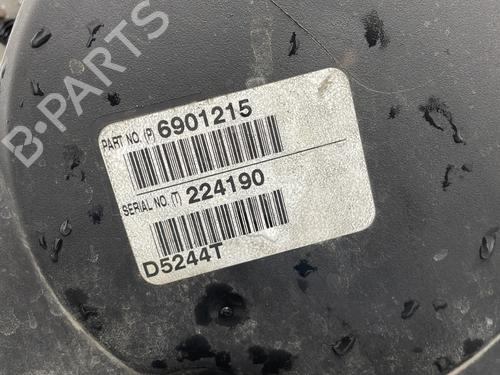 B-PARTS
PART NO. (P) 6901215
SERIAL NO. (T) 224190
D5244T